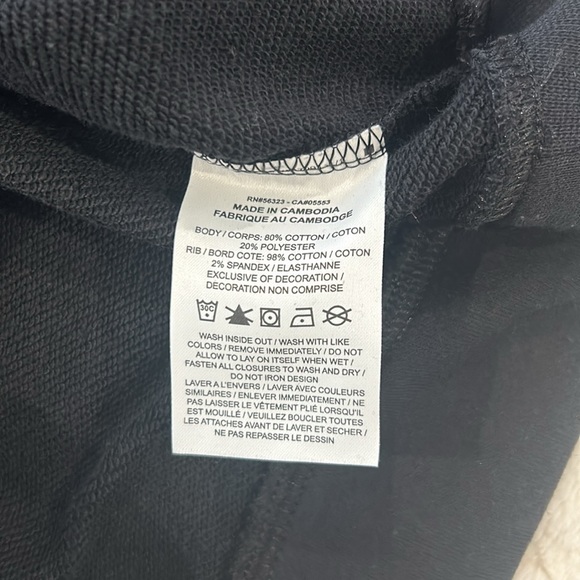 RN#56323 - CA#05553
MADE IN CAMBODIA
FABRIQUE AU CAMBODGE
BODY / CORPS: 80% COTTON / COTON
20% POLYESTER
RIB / BORD COTE: 98% COTTON / COTON
2% SPANDEX / ELASTHANNE
EXCLUSIVE OF DECORATION /
DECORATION NON COMPRISE
30C
WASH INSIDE OUT / WASH WITH LIKE
COLORS / REMOVE IMMEDIATELY / DO NOT
ALLOW TO LAY ON ITSELF WHEN WET /
FASTEN ALL CLOSURES TO WASH AND DRY /
DO NOT IRON DESIGN
LAVER A L'ENVERS / LAVER AVEC COULEURS
SIMILAIRES / ENLEVER IMMEDIATEMENT / NE
PAS LAISSER LE VÊTEMENT PLIÉ LORSQU'IL
EST MOUILLÉ / VEUILLEZ BOUCLER TOUTES
LES ATTACHES AVANT DE LAVER ET SECHER /
NE PAS REPASSER LE DESSIN